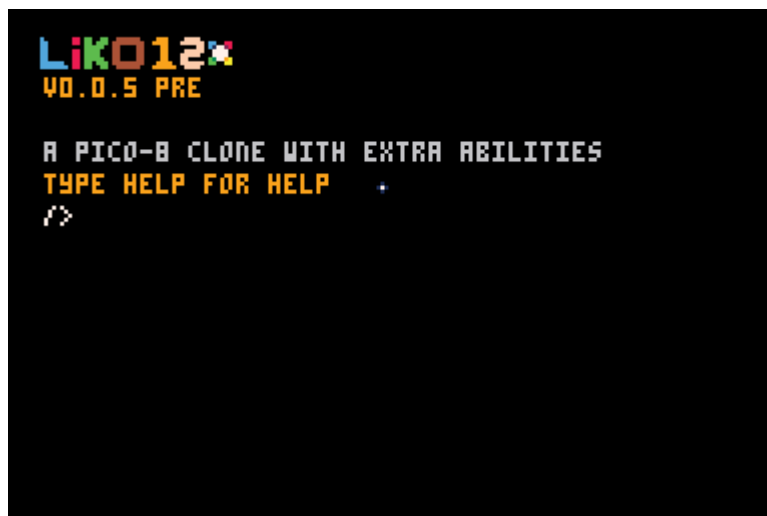 LiKO12
V0.0.5 PRE
A PICO-8 CLONE WITH EXTRA ABILITIES
TYPE HELP FOR HELP
/>